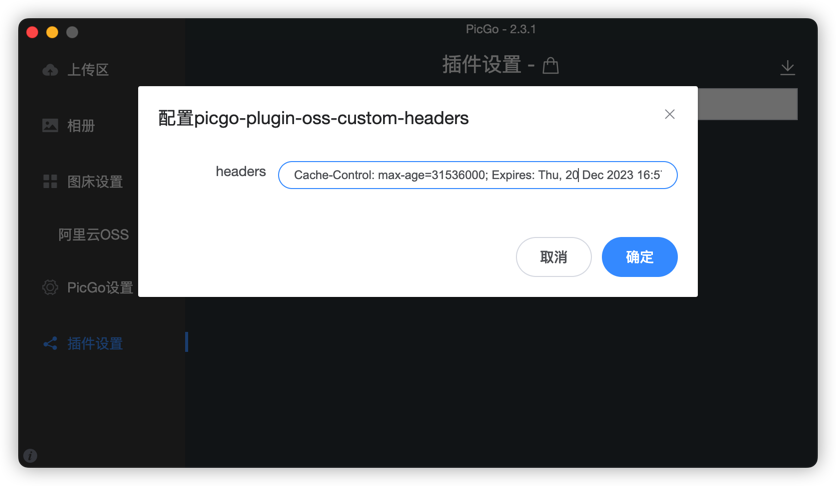 PicGo - 2.3.1
上传区
相册
图床设置
阿里云OSS
PicGo设置
插件设置
插件设置 -
配置picgo-plugin-oss-custom-headers
headers
Cache-Control: max-age=31536000; Expires: Thu, 20 Dec 2023 16:5
取消
确定